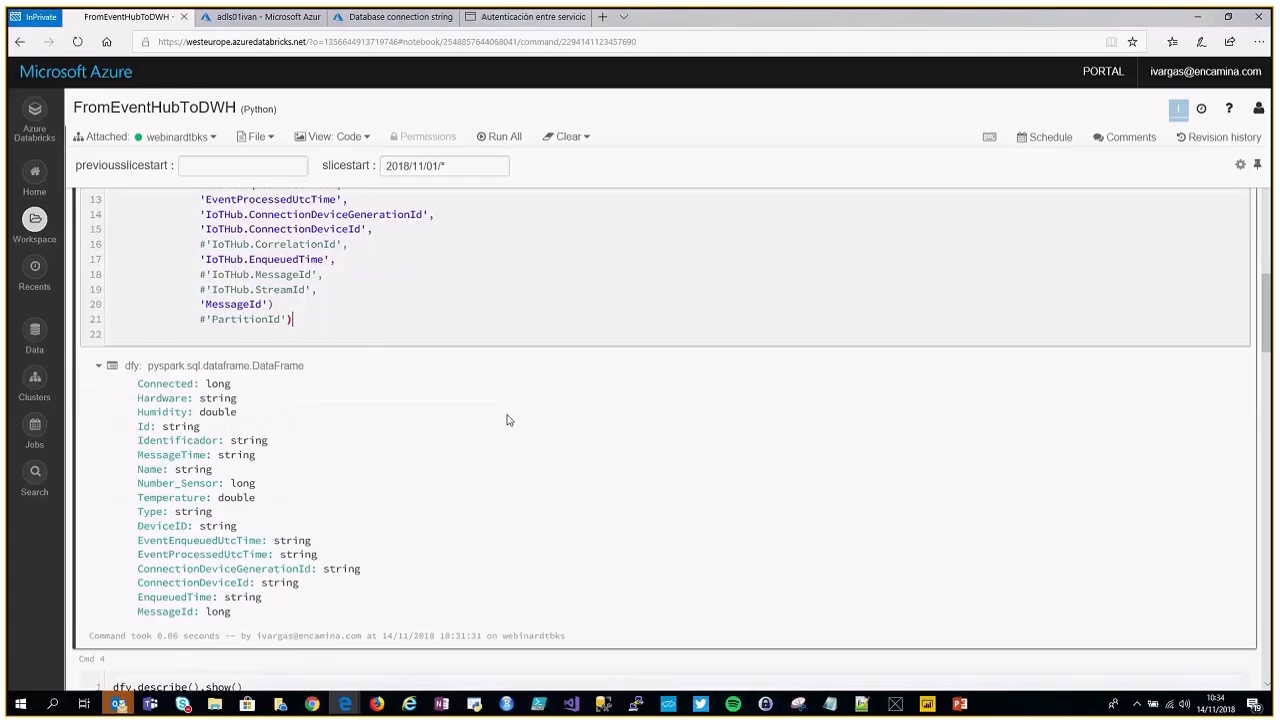 InPrivate
FromEventHubToDWH
adls01ivan - Microsoft Azur
Database connection string
Autenticación entre servicio
https://westeurope.azuredatabricks.net/?o=1356644913719746#notebook/2548857644068041/command/2294141123457690
Microsoft Azure
PORTAL
ivargas@encamina.com
FromEventHubToDWH (Python)
Attached: webinardtbks
File
View: Code
Permissions
Run All
Clear
Schedule
Comments
Revision history
previousslicestart :
slicestart : 2018/11/01/*
Azure Databricks
Home
Workspace
Recents
Data
Clusters
Jobs
Search
13 'EventProcessedUtcTime',
14 'IoTHub.ConnectionDeviceGenerationId',
15 'IoTHub.ConnectionDeviceId',
16 #'IoTHub.CorrelationId',
17 'IoTHub.EnqueuedTime',
18 #'IoTHub.MessageId',
19 #'IoTHub.StreamId',
20 'MessageId')
21 #'PartitionId')
22
dfy: pyspark.sql.dataframe.DataFrame
Connected: long
Hardware: string
Humidity: double
Id: string
Identificador: string
MessageTime: string
Name: string
Number_Sensor: long
Temperature: double
Type: string
DeviceID: string
EventEnqueuedUtcTime: string
EventProcessedUtcTime: string
ConnectionDeviceGenerationId: string
ConnectionDeviceId: string
EnqueuedTime: string
MessageId: long
Command took 0.06 seconds -- by ivargas@encamina.com at 14/11/2018 10:31:31 on webinardtbks
Cmd 4
1 dfy.describe().show()
10:34
14/11/2018